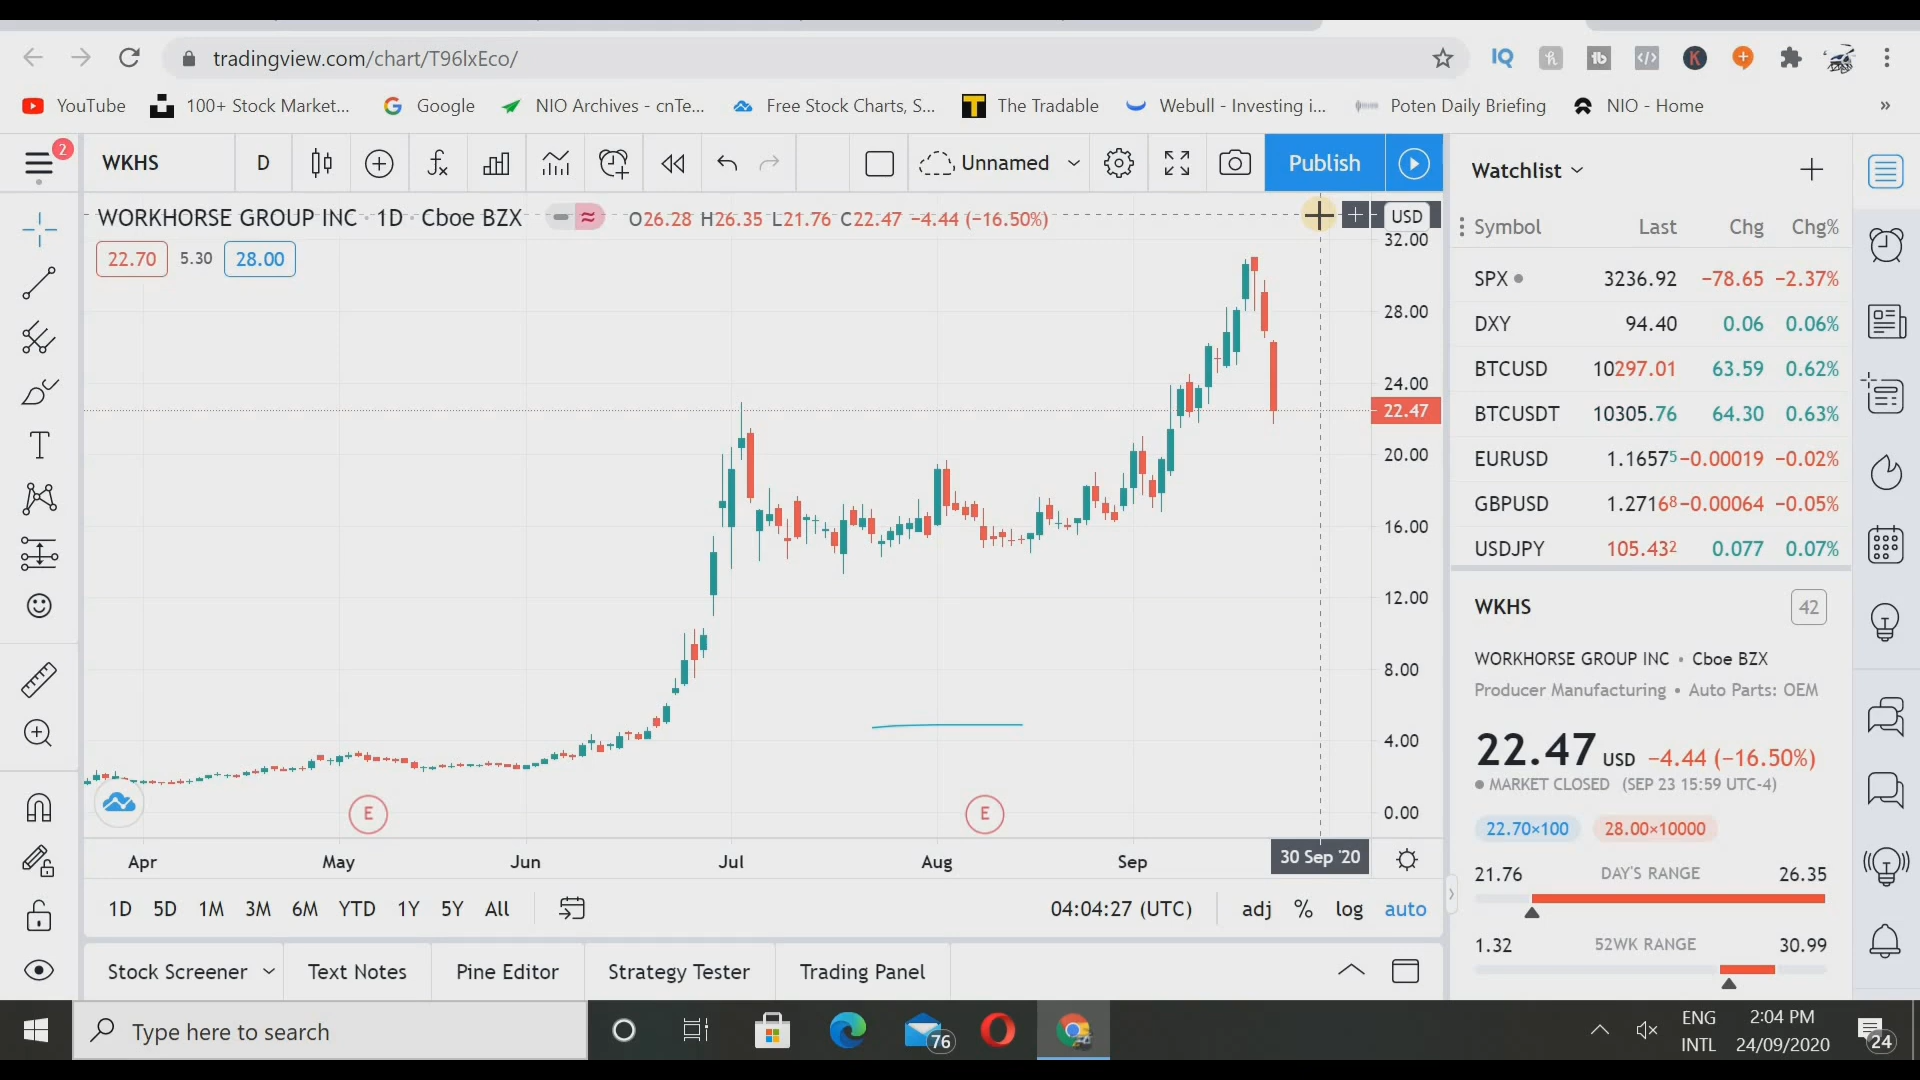 tradingview.com/chart/T96lxEco/
IQ
YouTube 100+ Stock Market... Google NIO Archives - cnTe... Free Stock Charts, S... The Tradable Webull - Investing i... Poten Daily Briefing NIO - Home »
2
WKHS D Unnamed Publish
WORKHORSE GROUP INC · 1D · Cboe BZX O26.28 H26.35 L21.76 C22.47 −4.44 (−16.50%)
22.70 5.30 28.00
USD
32.00
28.00
24.00
22.47
20.00
16.00
12.00
8.00
4.00
0.00
E E
Apr May Jun Jul Aug Sep 30 Sep '20
1D 5D 1M 3M 6M YTD 1Y 5Y All 04:04:27 (UTC) adj % log auto
Stock Screener Text Notes Pine Editor Strategy Tester Trading Panel
Watchlist
Symbol Last Chg Chg%
SPX 3236.92 −78.65 −2.37%
DXY 94.40 0.06 0.06%
BTCUSD 10297.01 63.59 0.62%
BTCUSDT 10305.76 64.30 0.63%
EURUSD 1.16575 −0.00019 −0.02%
GBPUSD 1.27168 −0.00064 −0.05%
USDJPY 105.432 0.077 0.07%
WKHS 42
WORKHORSE GROUP INC • Cboe BZX
Producer Manufacturing • Auto Parts: OEM
22.47 USD −4.44 (−16.50%)
MARKET CLOSED (SEP 23 15:59 UTC-4)
22.70×100 28.00×10000
21.76 DAY'S RANGE 26.35
1.32 52WK RANGE 30.99
Type here to search
76
ENG
INTL
2:04 PM
24/09/2020
24